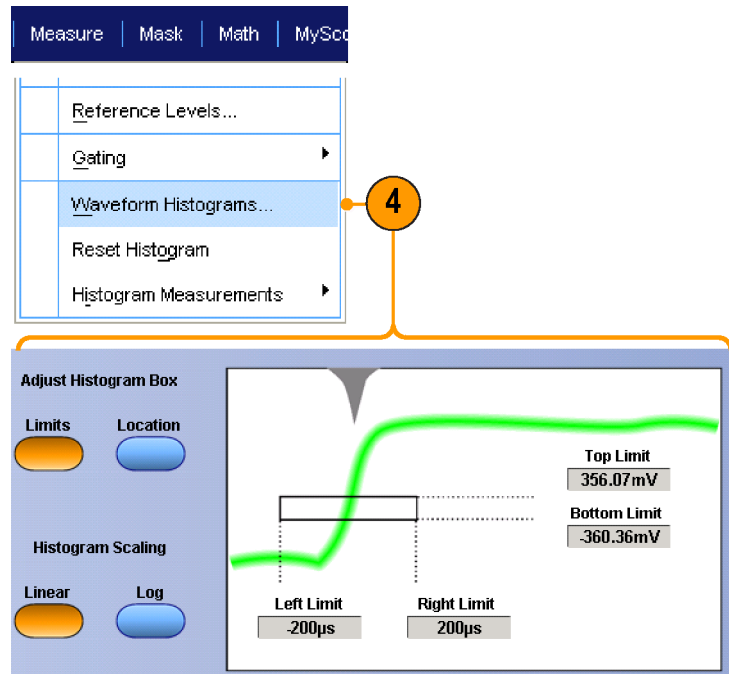 Measure Mask Math MySco
Reference Levels...
Gating
Waveform Histograms...
4
Reset Histogram
Histogram Measurements
Adjust Histogram Box
Limits Location
Top Limit
356.07mV
Bottom Limit
-360.36mV
Histogram Scaling
Linear Log
Left Limit Right Limit
-200µs 200µs